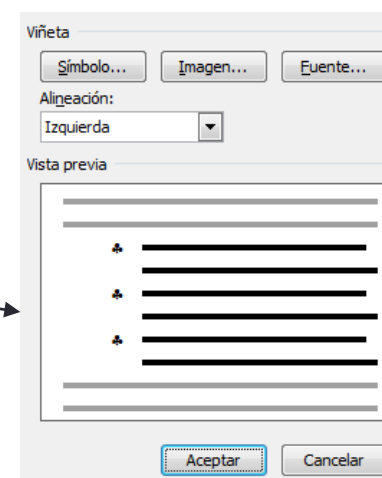 Viñeta
Símbolo... Imagen... Fuente...
Alineación:
Izquierda
Vista previa
Aceptar Cancelar